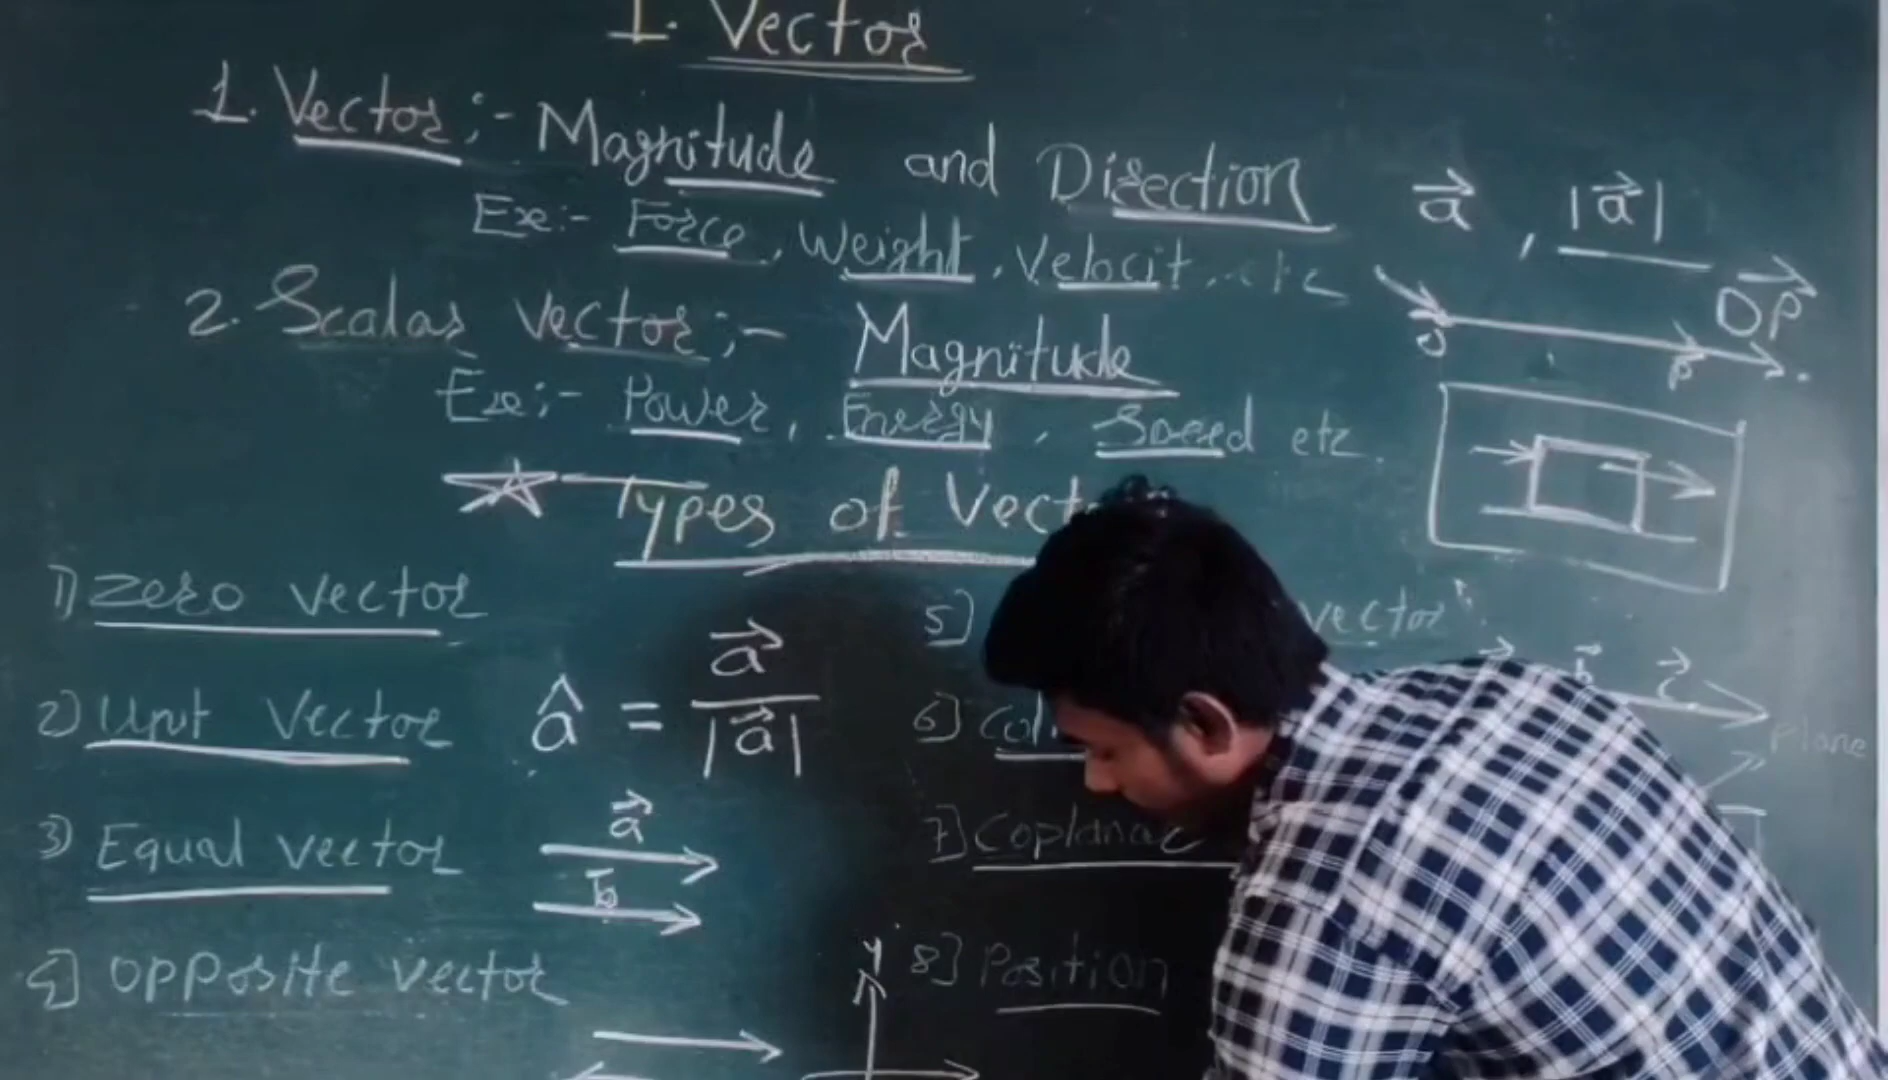 I. Vector
1. Vector:- Magnitude and Direction
a⃗ , |a⃗|
Ex:- Force, Weight, Velocit, etc
OP⃗
O P
2. Scalar Vector:- Magnitude
Ex:- Power, Energy, Speed etc.
Types of
1) Zero Vector
5] vector
2) Unit Vector â = a⃗ / |a⃗|
6]
b⃗ c⃗
plane
3) Equal Vector
a⃗
b
7] Coplanar
4] Opposite Vector
y
8] Position